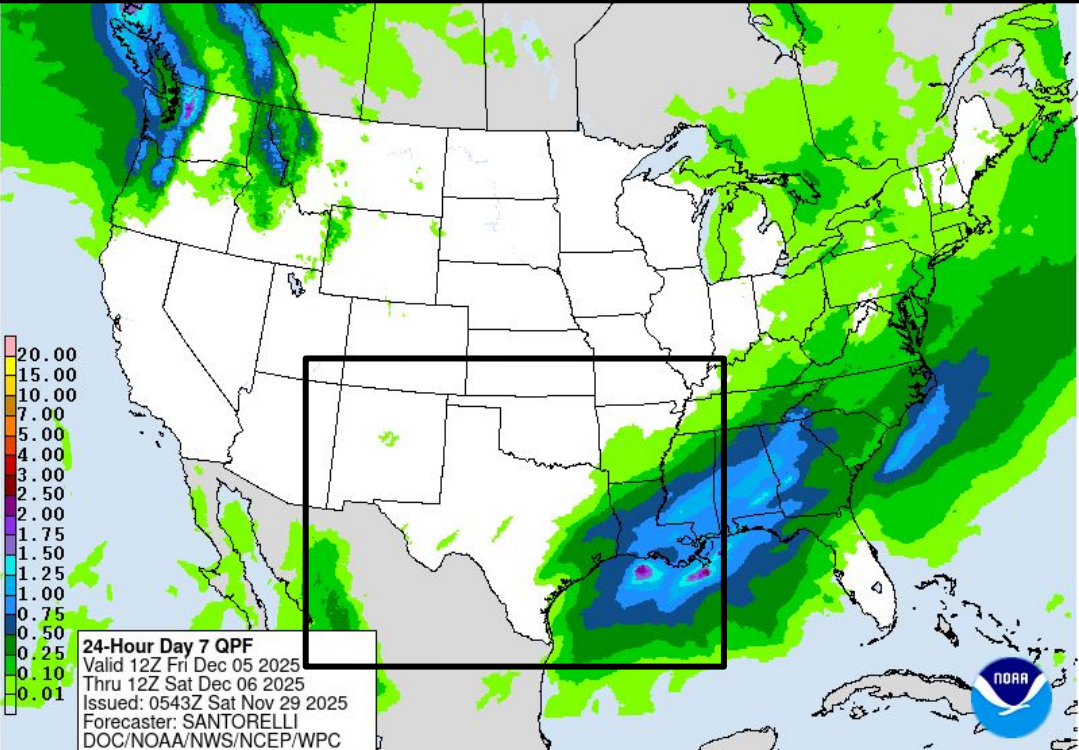 20.00
15.00
10.00
7.00
5.00
4.00
3.00
2.50
2.00
1.75
1.50
1.25
1.00
0.75
0.50
0.25
0.10
0.01
24-Hour Day 7 QPF
Valid 12Z Fri Dec 05 2025
Thru 12Z Sat Dec 06 2025
Issued: 0543Z Sat Nov 29 2025
Forecaster: SANTORELLI
DOC/NOAA/NWS/NCEP/WPC
NOAA